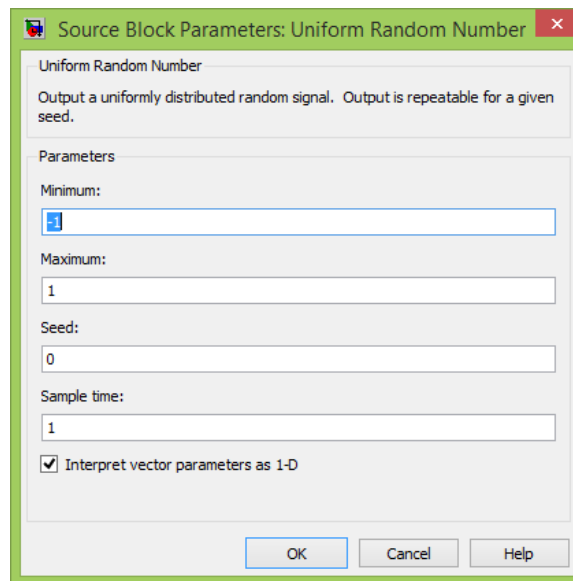 Source Block Parameters: Uniform Random Number
Uniform Random Number
Output a uniformly distributed random signal.  Output is repeatable for a given
seed.
Parameters
Minimum:
-1
Maximum:
1
Seed:
0
Sample time:
1
Interpret vector parameters as 1-D
OK
Cancel
Help